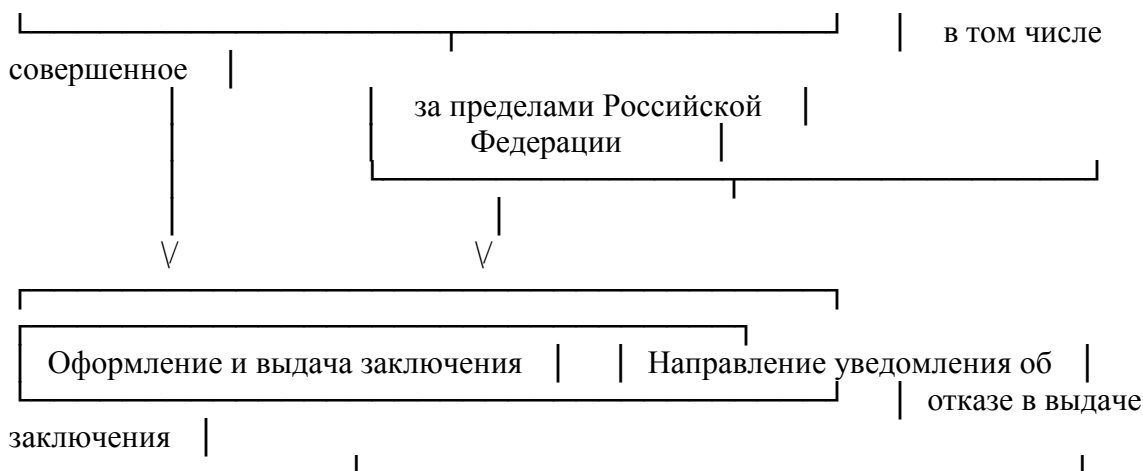 в том числе
совершенное
за пределами Российской
Федерации
Оформление и выдача заключения Направление уведомления об
отказе в выдаче
заключения